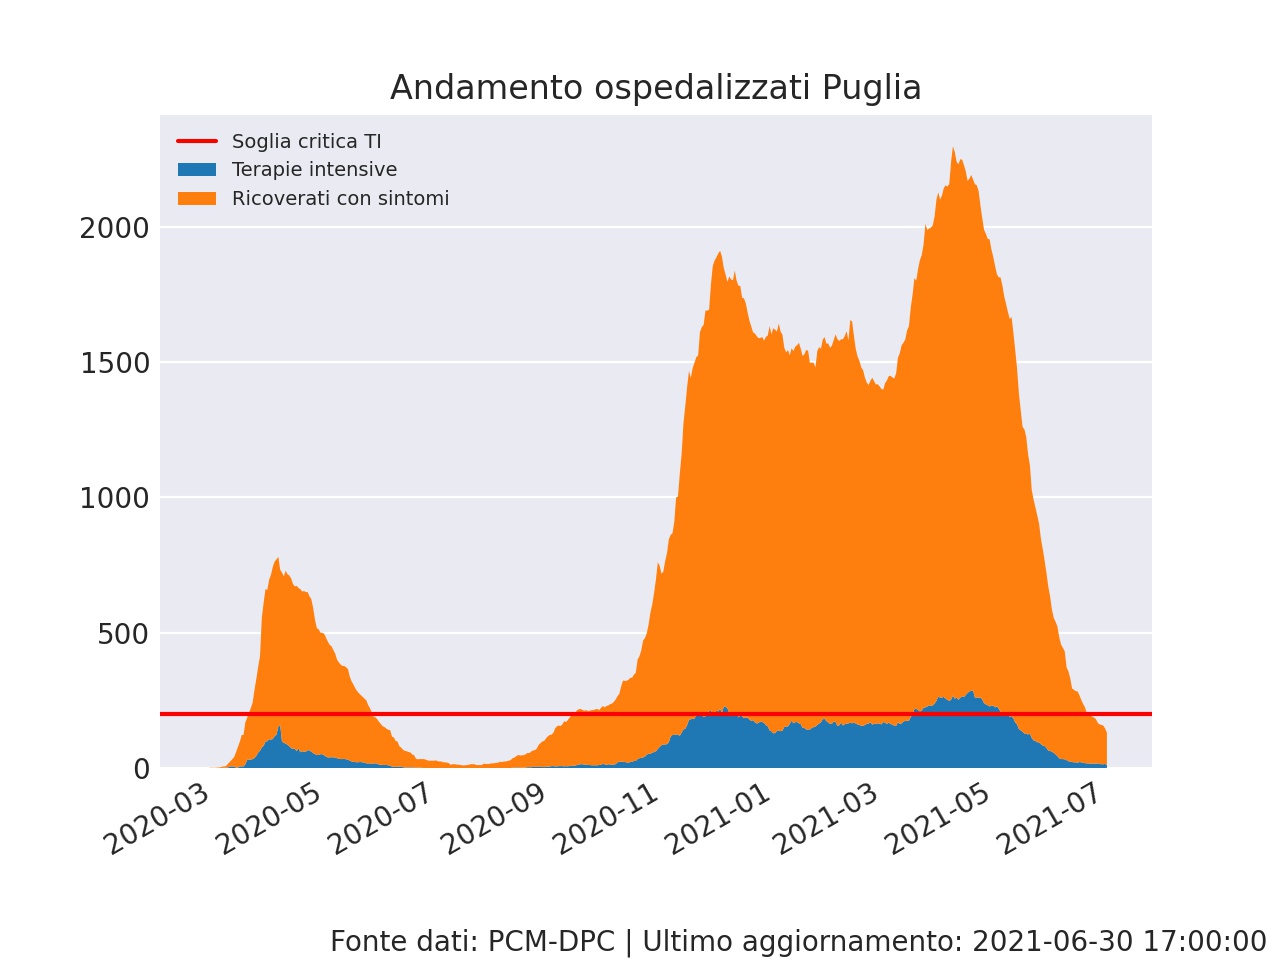 Andamento ospedalizzati Puglia
Soglia critica TI
Terapie intensive
Ricoverati con sintomi
2000
1500
1000
500
0
2020-03
2020-05
2020-07
2020-09
2020-11
2021-01
2021-03
2021-05
2021-07
Fonte dati: PCM-DPC | Ultimo aggiornamento: 2021-06-30 17:00:00